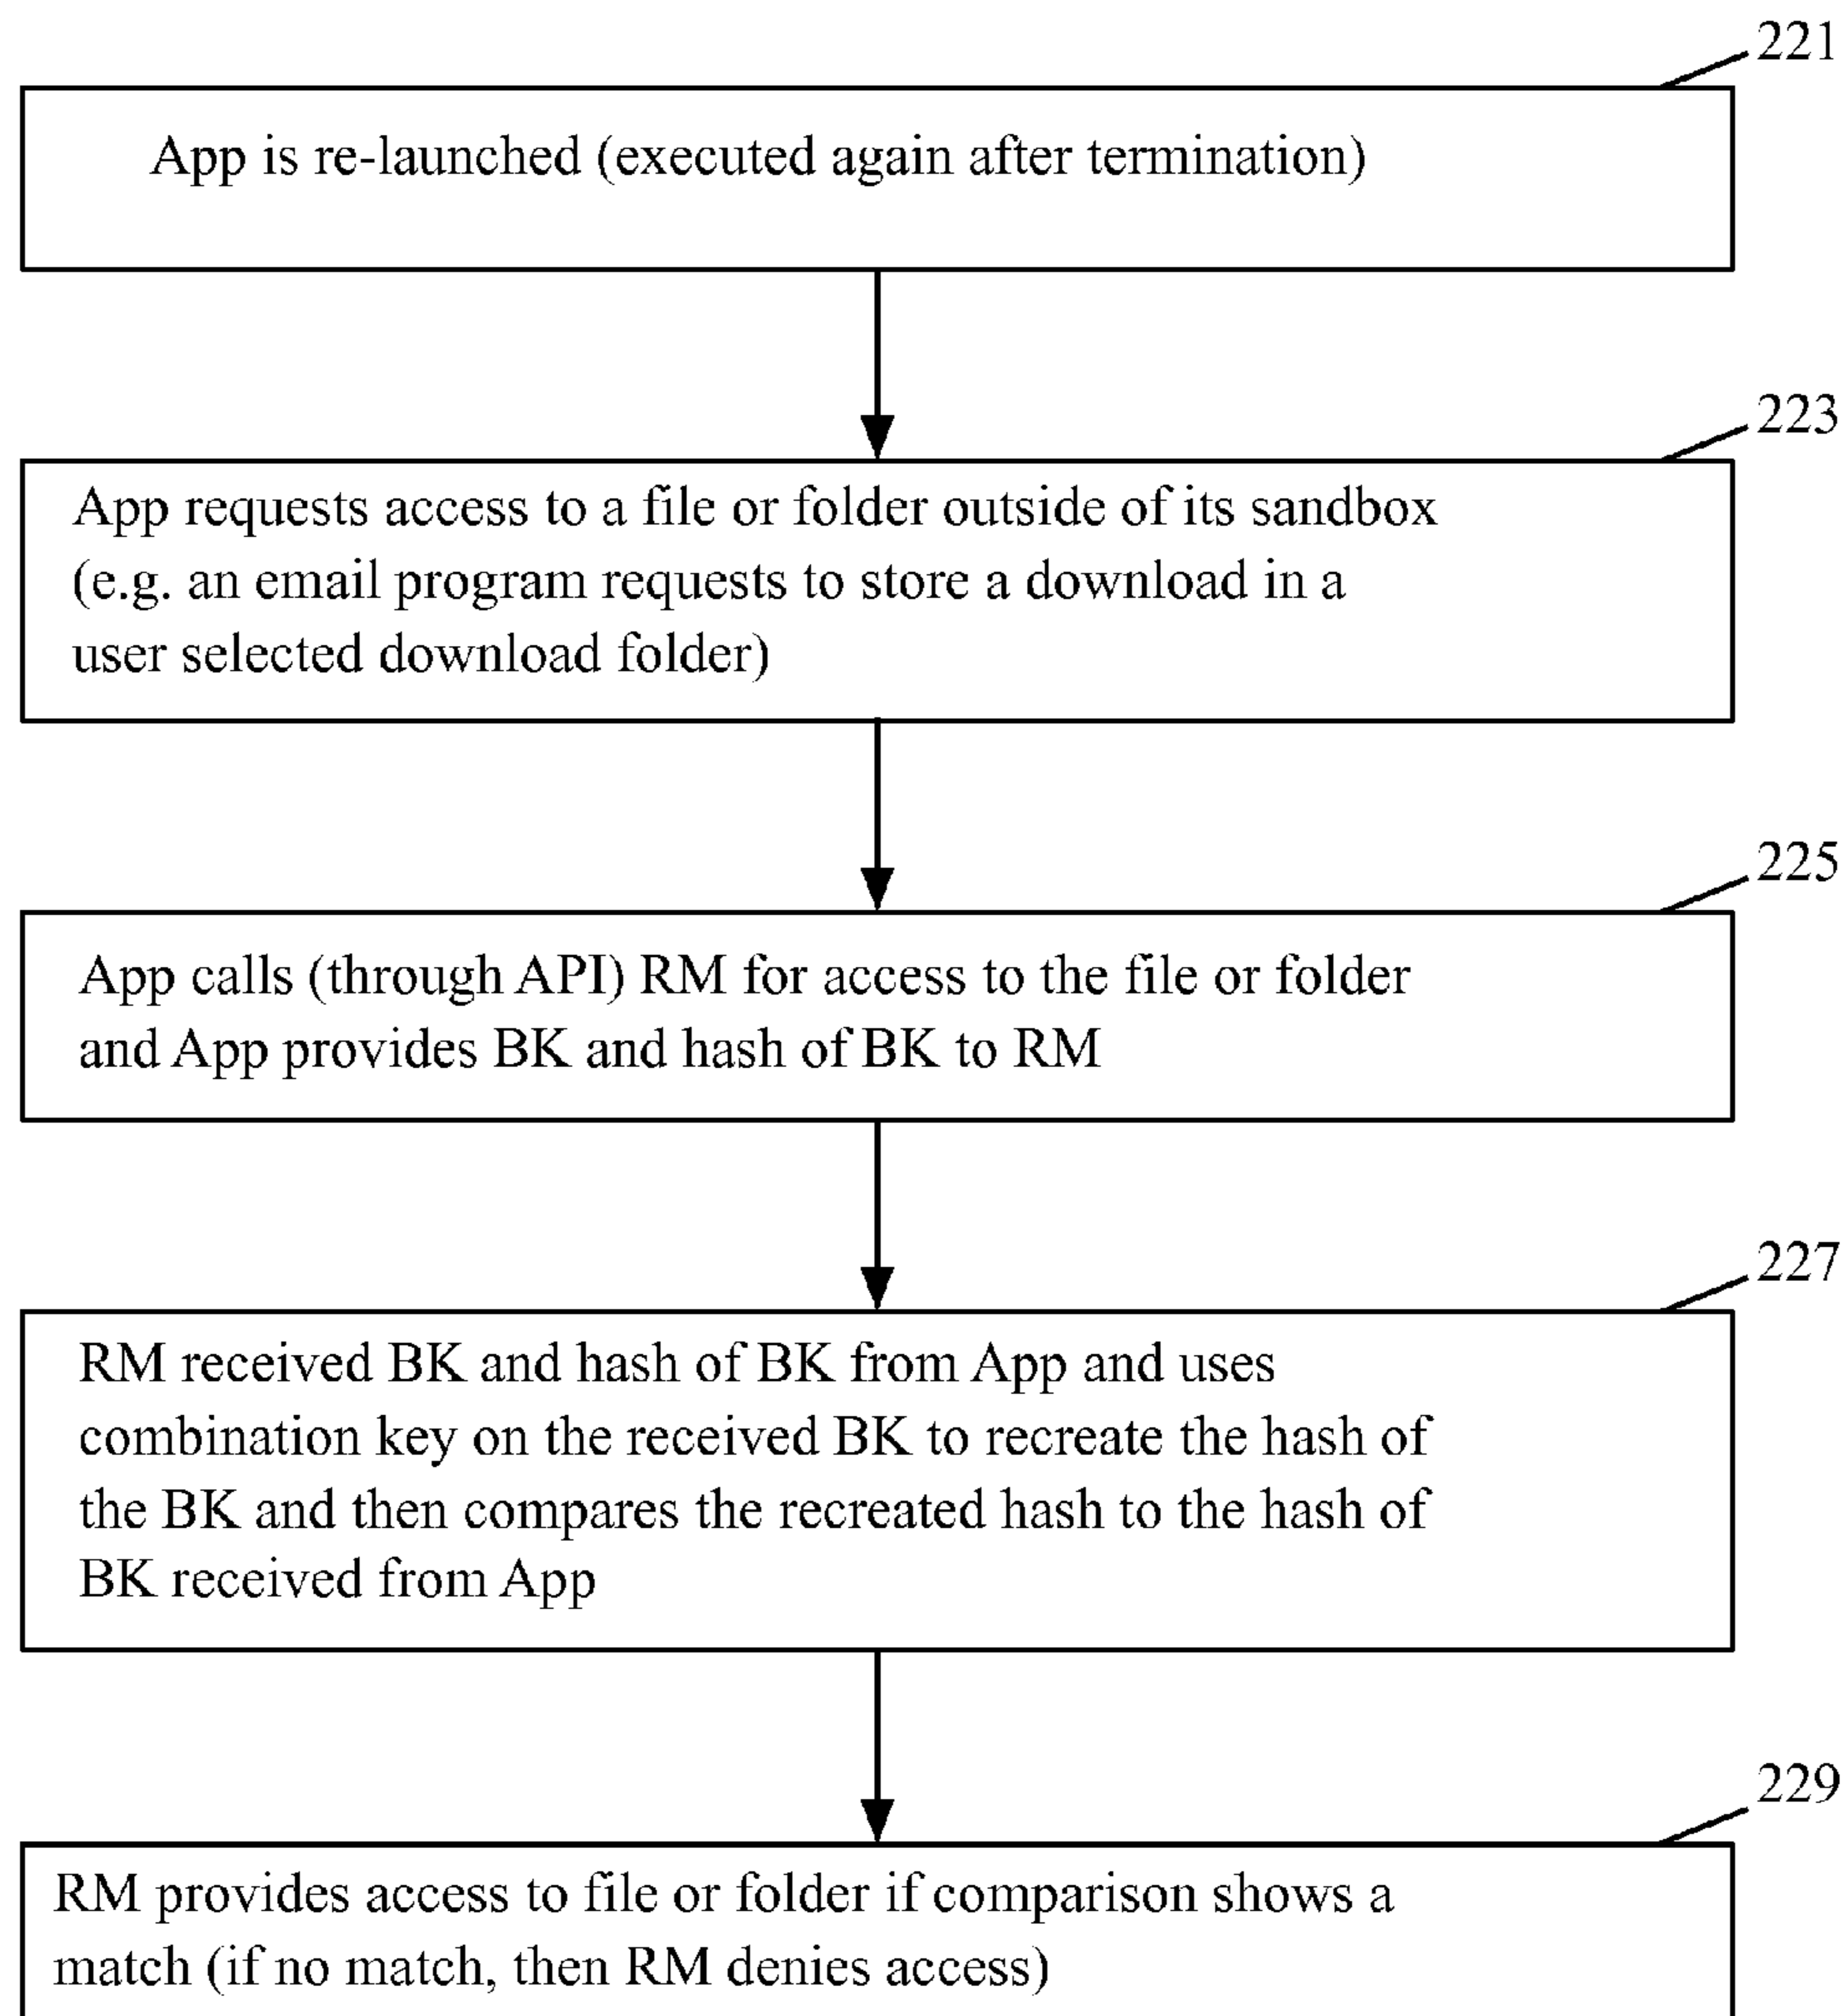 221
App is re-launched (executed again after termination)
223
App requests access to a file or folder outside of its sandbox
(e.g. an email program requests to store a download in a
user selected download folder)
225
App calls (through API) RM for access to the file or folder
and App provides BK and hash of BK to RM
227
RM received BK and hash of BK from App and uses
combination key on the received BK to recreate the hash of
the BK and then compares the recreated hash to the hash of
BK received from App
229
RM provides access to file or folder if comparison shows a
match (if no match, then RM denies access)